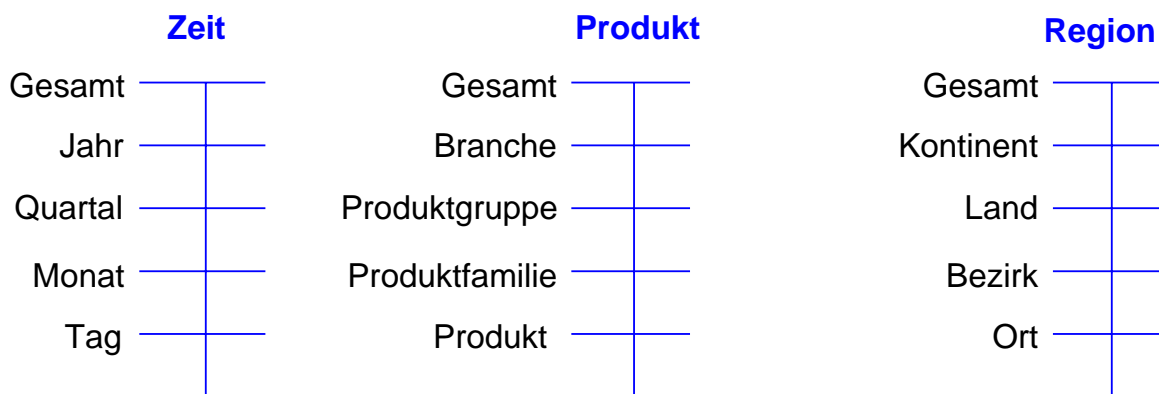 Zeit
Gesamt
Jahr
Quartal
Monat
Tag
Produkt
Gesamt
Branche
Produktgruppe
Produktfamilie
Produkt
Region
Gesamt
Kontinent
Land
Bezirk
Ort